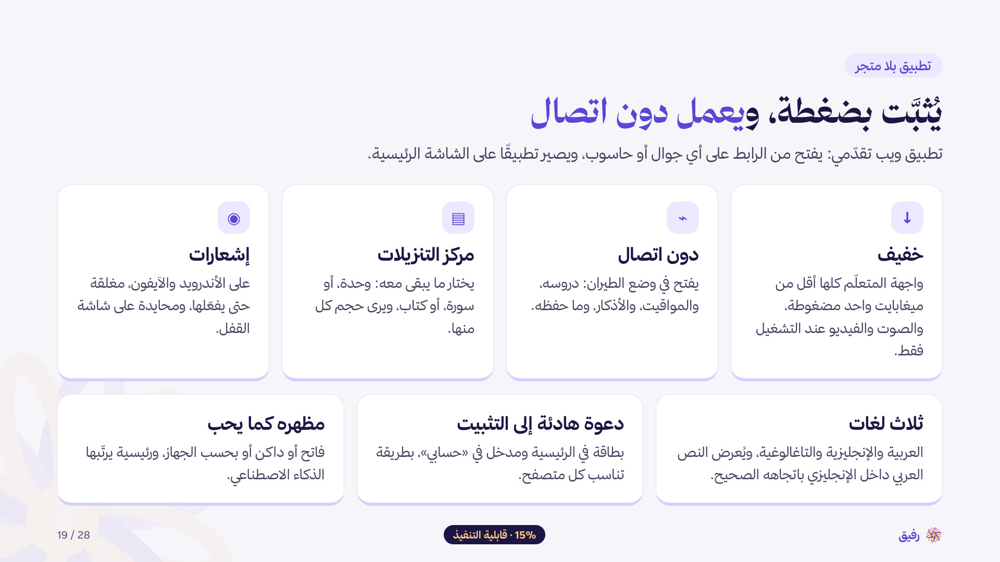 تطبيق بلا متجر
يُثبَّت بضغطة، ويعمل دون اتصال
تطبيق ويب تقدّمي: يفتح من الرابط على أي جوال أو حاسوب، ويصير تطبيقًا على الشاشة الرئيسية.
خفيف
واجهة المتعلّم كلها أقل من
ميغابايت واحد مضغوطة،
والصوت والفيديو عند التشغيل
فقط.
دون اتصال
يفتح في وضع الطيران: دروسه،
والمواقيت، والأذكار، وما حفظه.
مركز التنزيلات
يختار ما يبقى معه: وحدة، أو
سورة، أو كتاب، ويرى حجم كل
منها.
إشعارات
على الأندرويد والآيفون، مغلقة
حتى يفعّلها، ومحايدة على شاشة
القفل.
ثلاث لغات
العربية والإنجليزية والتاغالوغية، ويُعرض النص
العربي داخل الإنجليزي باتجاهه الصحيح.
دعوة هادئة إلى التثبيت
بطاقة في الرئيسية ومدخل في «حسابي»، بطريقة
تناسب كل متصفح.
مظهره كما يحب
فاتح أو داكن أو بحسب الجهاز، ورئيسية يرتّبها
الذكاء الاصطناعي.
رفيق
15% · قابلية التنفيذ
19 / 28